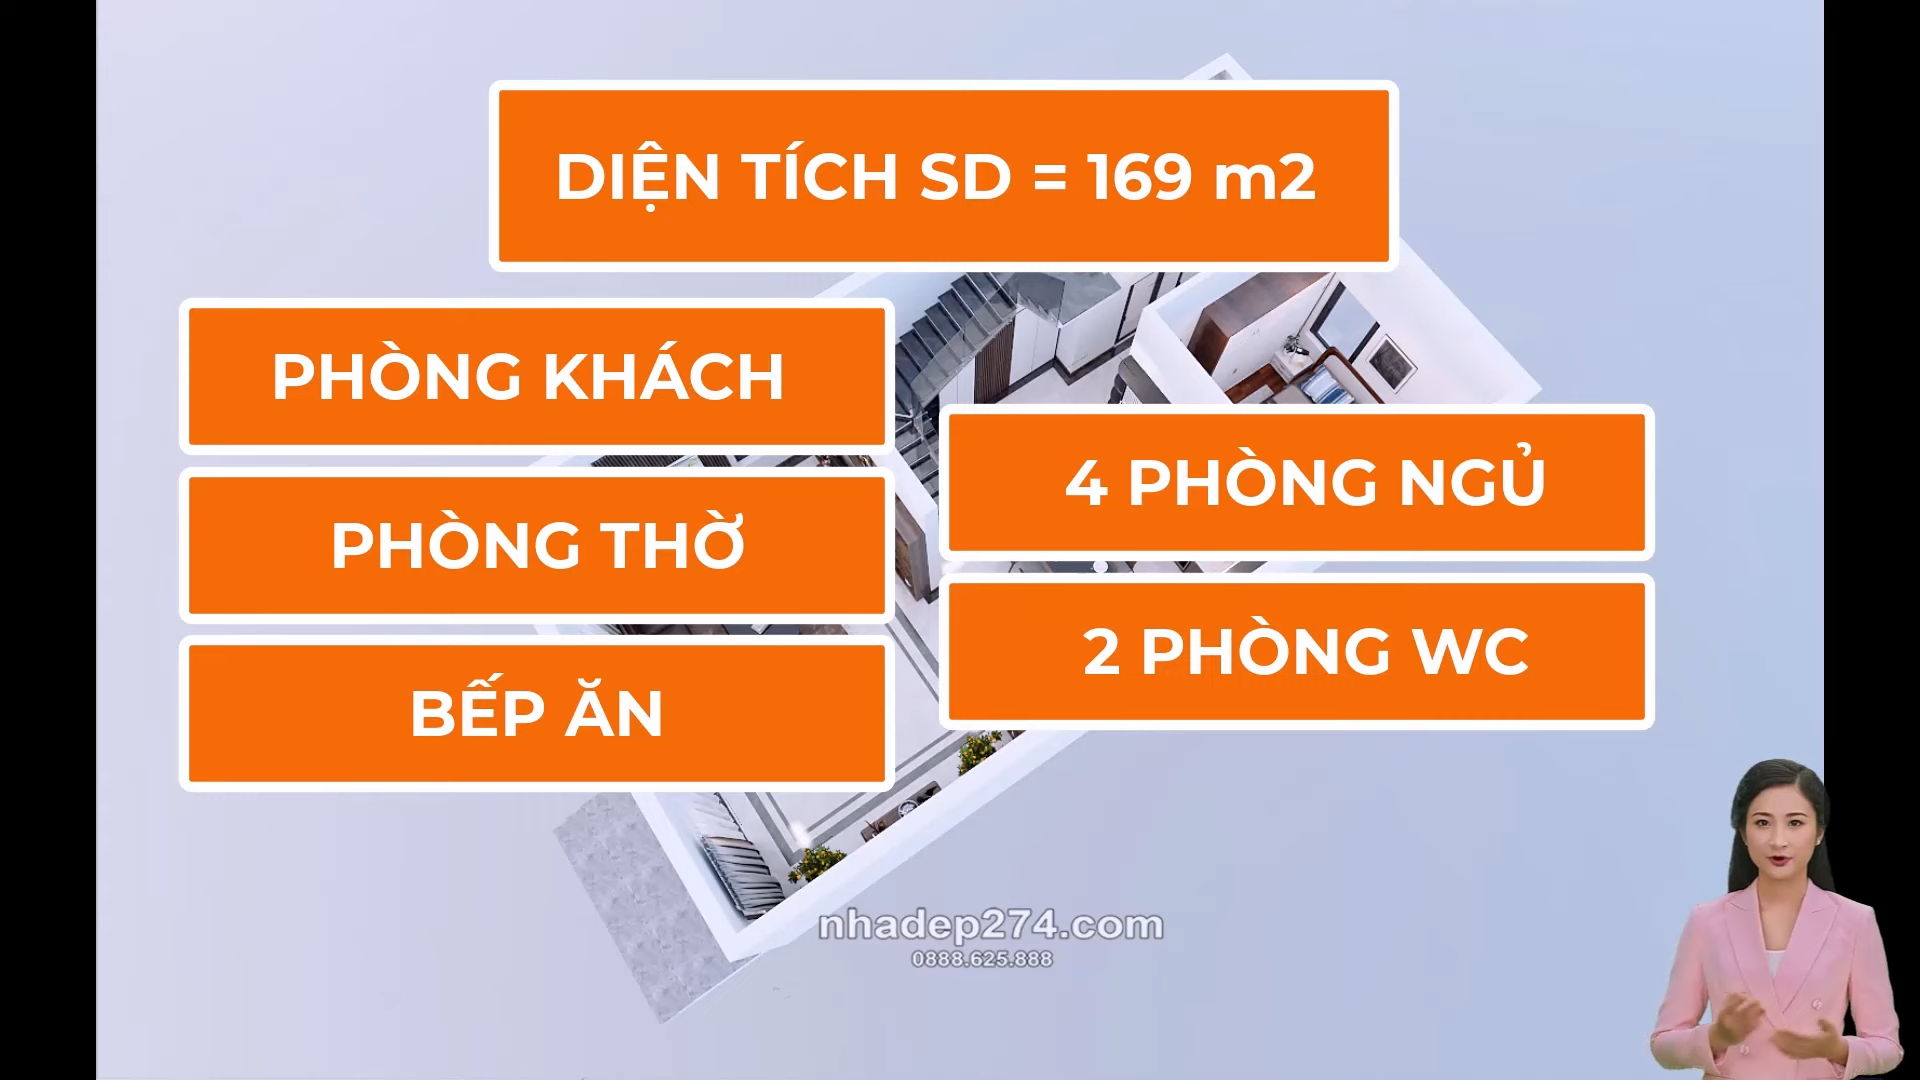 DIỆN TÍCH SD = 169 m2
PHÒNG KHÁCH
PHÒNG THỜ
BẾP ĂN
4 PHÒNG NGỦ
2 PHÒNG WC
nhadep274.com
0888.625.888